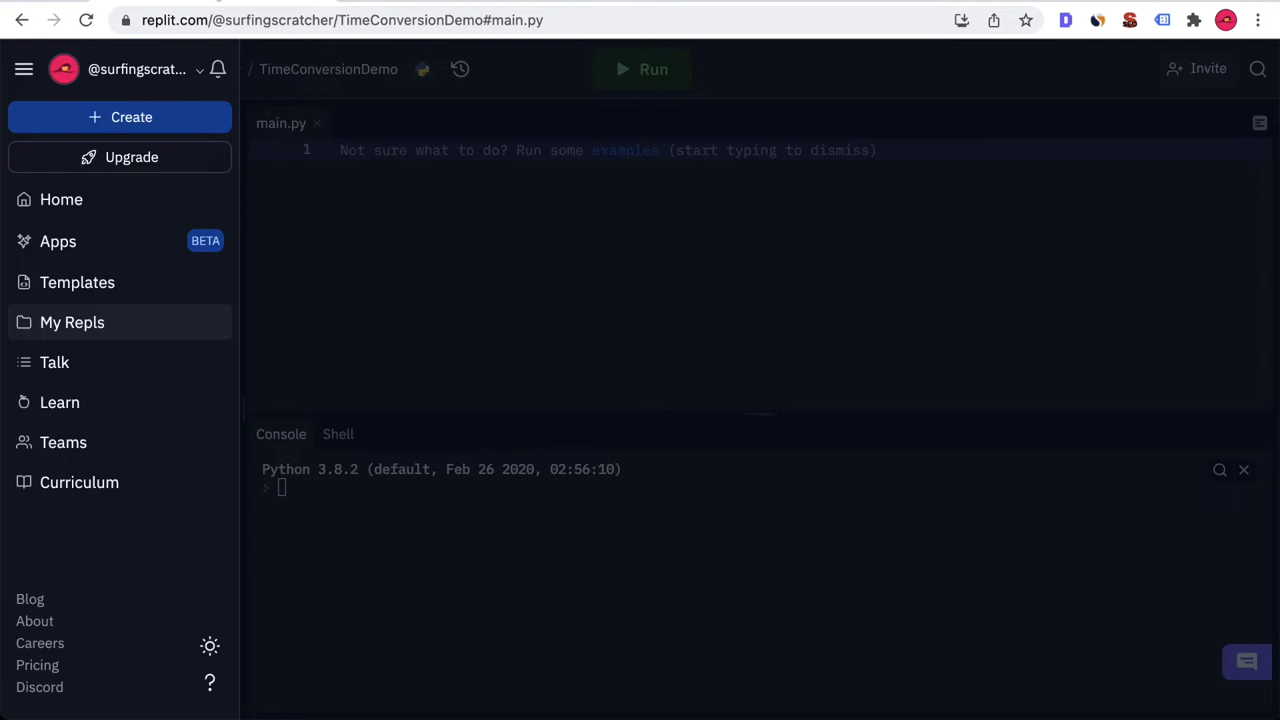 replit.com/@surfingscratcher/TimeConversionDemo#main.py
@surfingscrat...
/ TimeConversionDemo
Run
Invite
+ Create
Upgrade
Home
Apps BETA
Templates
My Repls
Talk
Learn
Teams
Curriculum
Blog
About
Careers
Pricing
Discord
?
main.py ×
1 Not sure what to do? Run some examples (start typing to dismiss)
Console Shell
Python 3.8.2 (default, Feb 26 2020, 02:56:10)
>